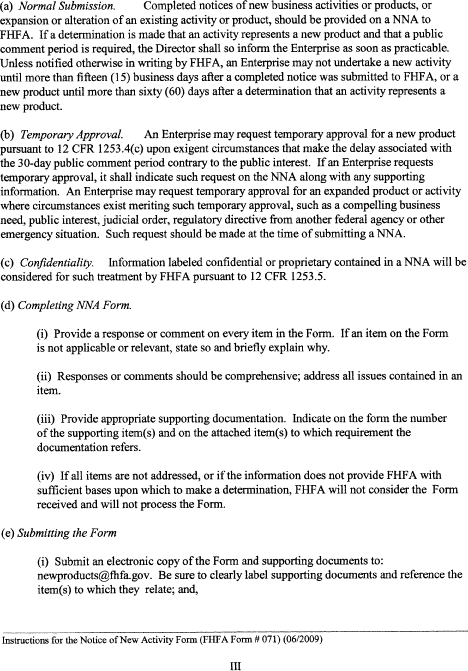 (a) Normal Submission. Completed notices of new business activities or products, or
expansion or alteration of an existing activity or product, should be provided on a NNA to
FHFA. If a determination is made that an activity represents a new product and that a public
comment period is required, the Director shall so inform the Enterprise as soon as practicable.
Unless notified otherwise in writing by FHFA, an Enterprise may not undertake a new activity
until more than fifteen (15) business days after a completed notice was submitted to FHFA, or a
new product until more than sixty (60) days after a determination that an activity represents a
new product.
(b) Temporary Approval. An Enterprise may request temporary approval for a new product
pursuant to 12 CFR 1253.4(c) upon exigent circumstances that make the delay associated with
the 30-day public comment period contrary to the public interest. If an Enterprise requests
temporary approval, it shall indicate such request on the NNA along with any supporting
information. An Enterprise may request temporary approval for an expanded product or activity
where circumstances exist meriting such temporary approval, such as a compelling business
need, public interest, judicial order, regulatory directive from another federal agency or other
emergency situation. Such request should be made at the time of submitting a NNA.
(c) Confidentiality. Information labeled confidential or proprietary contained in a NNA will be
considered for such treatment by FHFA pursuant to 12 CFR 1253.5.
(d) Completing NNA Form.
(i) Provide a response or comment on every item in the Form. If an item on the Form
is not applicable or relevant, state so and briefly explain why.
(ii) Responses or comments should be comprehensive; address all issues contained in an
item.
(iii) Provide appropriate supporting documentation. Indicate on the form the number
of the supporting item(s) and on the attached item(s) to which requirement the
documentation refers.
(iv) If all items are not addressed, or if the information does not provide FHFA with
sufficient bases upon which to make a determination, FHFA will not consider the Form
received and will not process the Form.
(e) Submitting the Form
(i) Submit an electronic copy of the Form and supporting documents to:
newproducts@fhfa.gov. Be sure to clearly label supporting documents and reference the
item(s) to which they relate; and,
Instructions for the Notice of New Activity Form (FHFA Form # 071) (06/2009)
III